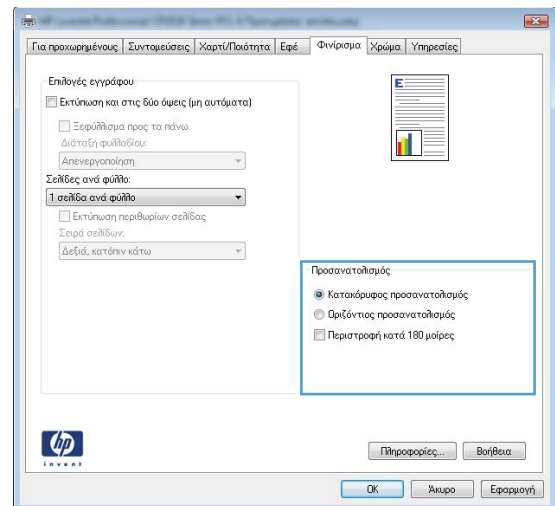 Για προχωρημένους Συντομεύσεις Χαρτί/Ποιότητα Εφέ Φινίρισμα Χρώμα Υπηρεσίες
Επιλογές εγγράφου
Εκτύπωση και στις δύο όψεις (μη αυτόματα)
Ξεφύλλισμα προς τα πάνω
Διάταξη φυλλαδίου:
Απενεργοποίηση
Σελίδες ανά φύλλο:
1 σελίδα ανά φύλλο
Εκτύπωση περιθωρίων σελίδας
Σειρά σελίδων:
Δεξιά, κατόπιν κάτω
E
Προσανατολισμός
Κατακόρυφος προσανατολισμός
Οριζόντιος προσανατολισμός
Περιστροφή κατά 180 μοίρες
hp
invent
Πληροφορίες... Βοήθεια
OK Άκυρο Εφαρμογή